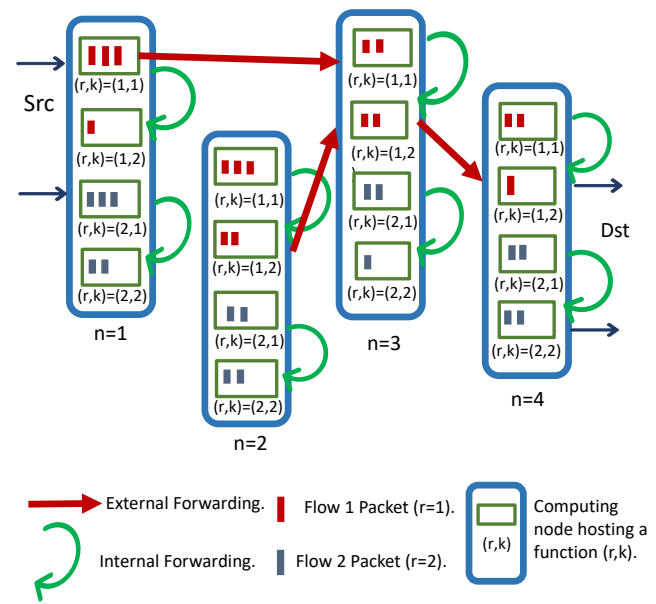 Src
(r,k)=(1,1)
(r,k)=(1,2)
(r,k)=(2,1)
(r,k)=(2,2)
n=1
(r,k)=(1,1)
(r,k)=(1,2)
(r,k)=(2,1)
(r,k)=(2,2)
n=2
(r,k)=(1,1)
(r,k)=(1,2
)
(r,k)=(2,1)
(r,k)=(2,2)
n=3
(r,k)=(1,1)
(r,k)=(1,2)
(r,k)=(2,1)
(r,k)=(2,2)
n=4
Dst
External Forwarding.
Flow 1 Packet (r=1).
Internal Forwarding.
Flow 2 Packet (r=2).
(r,k)
Computing
node hosting a
function (r,k).